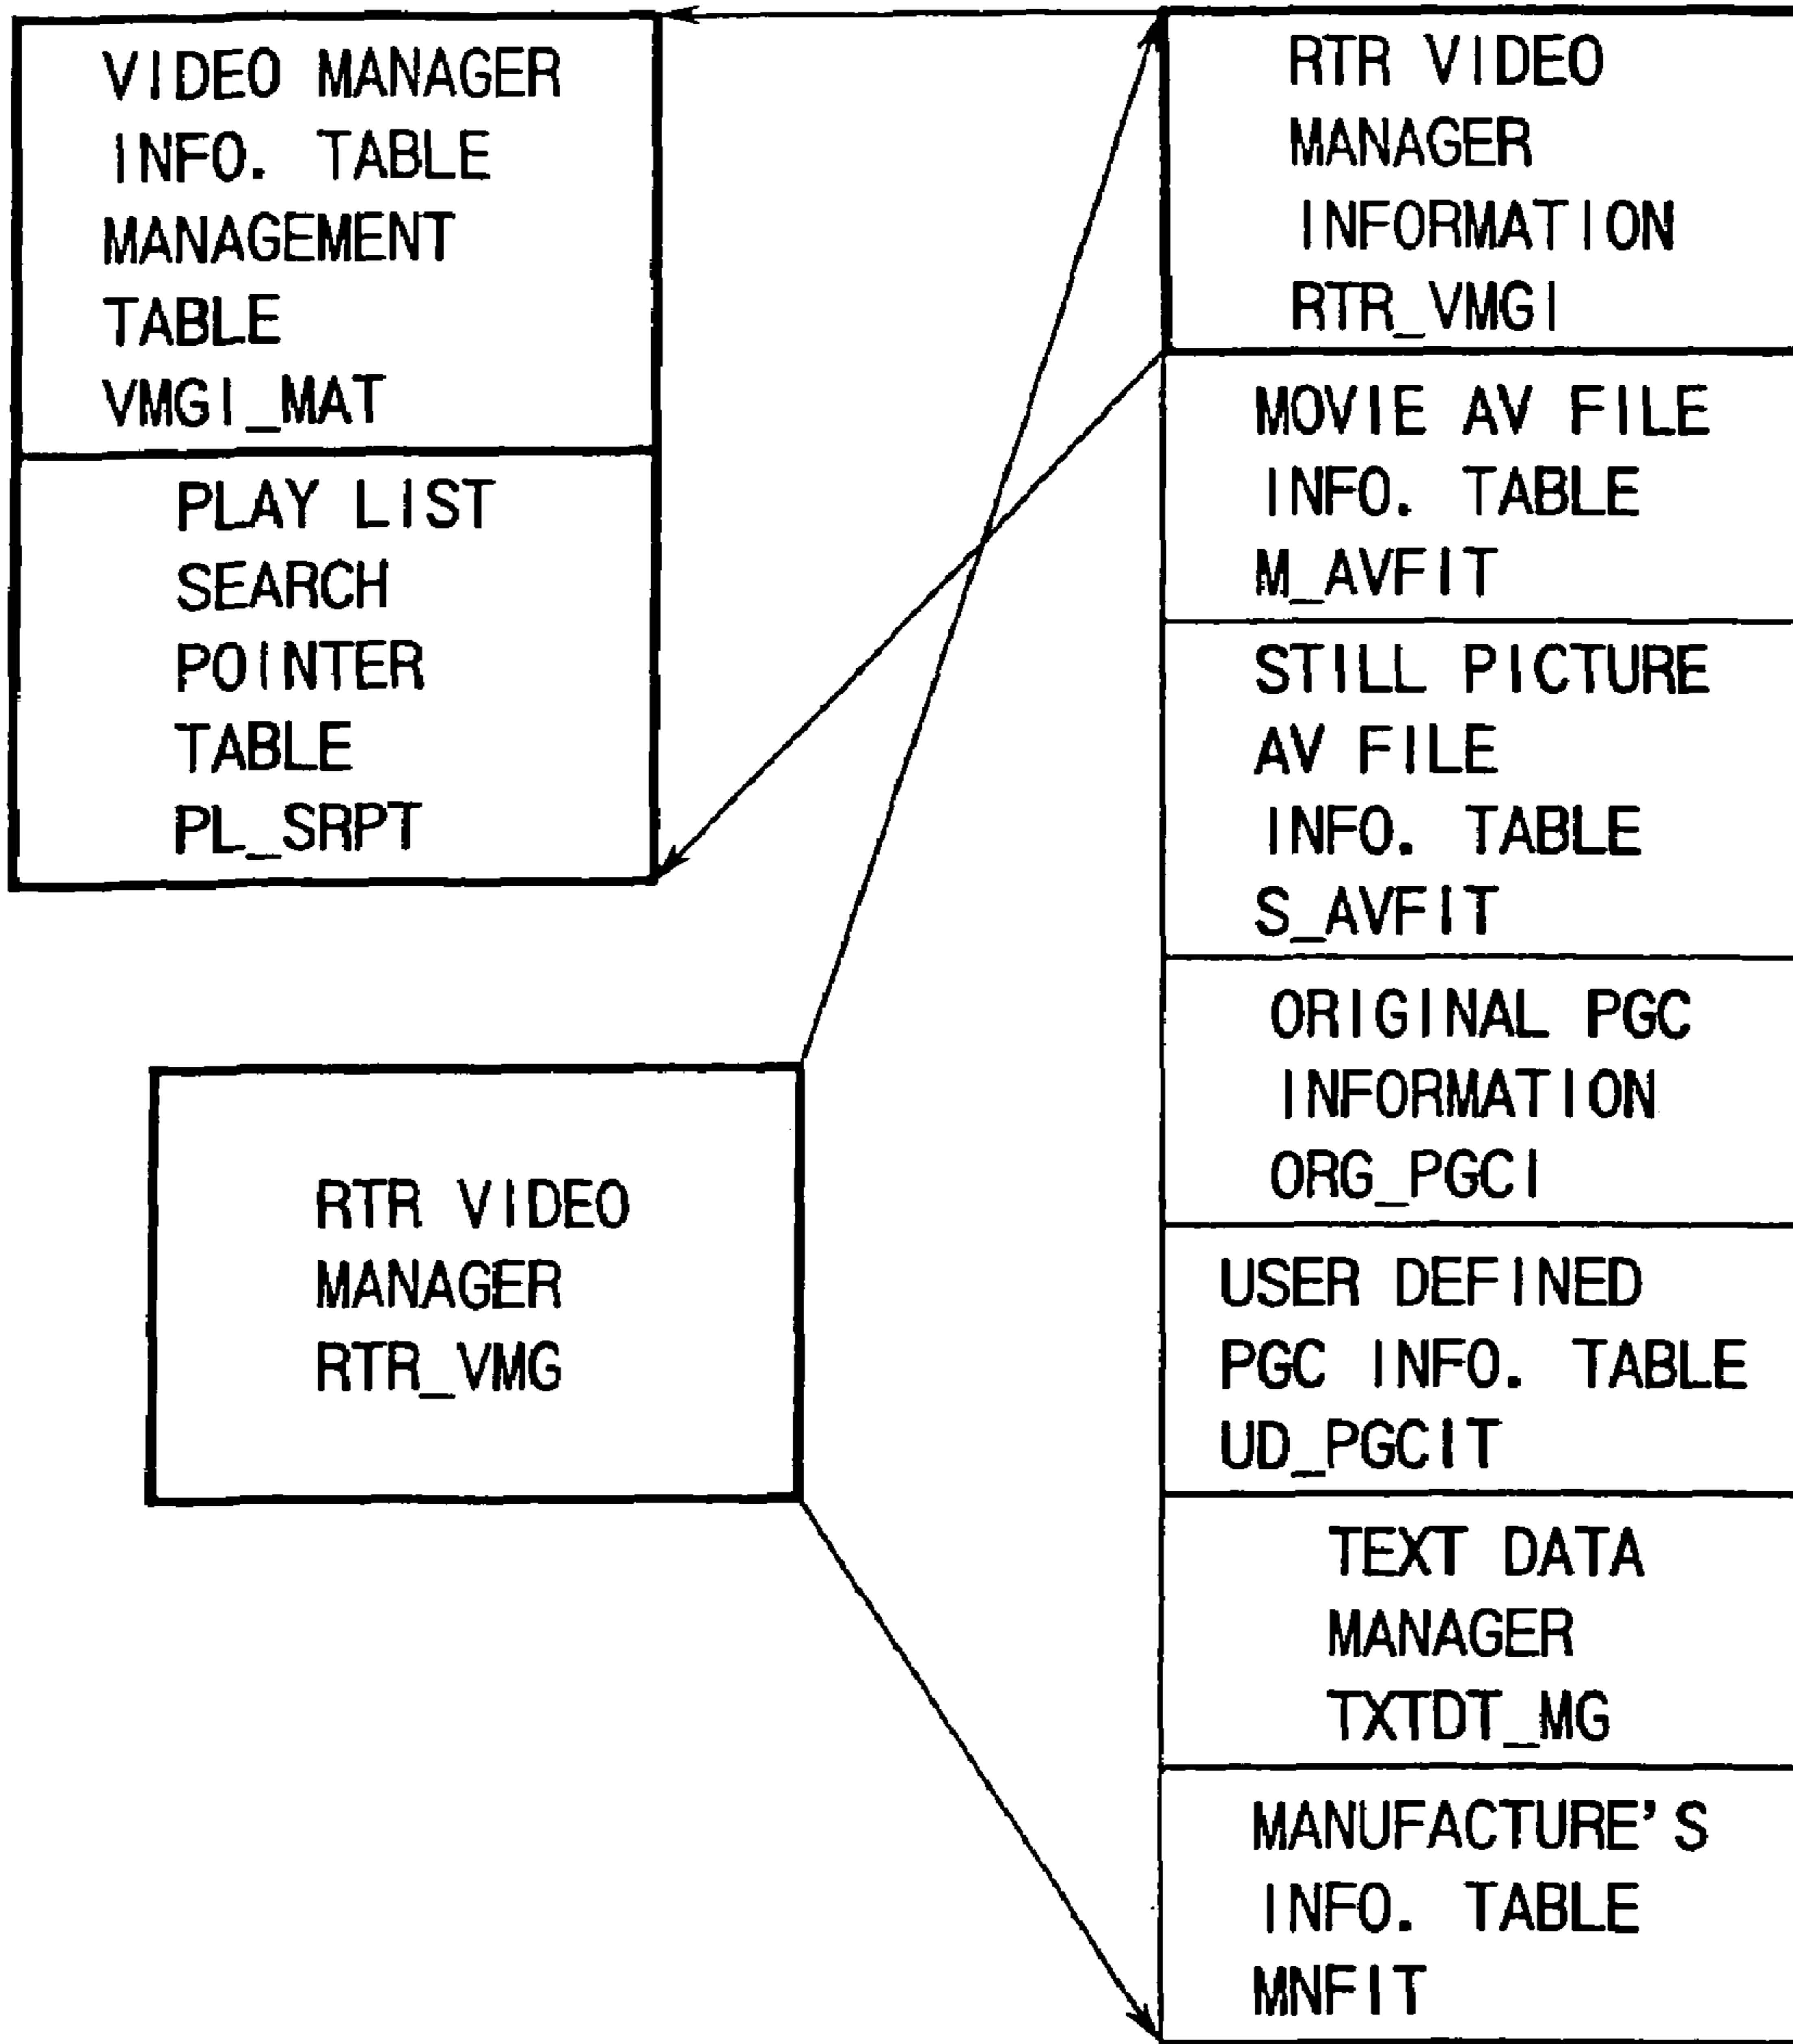 VIDEO MANAGER
INFO. TABLE
MANAGEMENT
TABLE
VMGI_MAT
PLAY LIST
SEARCH
POINTER
TABLE
PL_SRPT
RTR VIDEO
MANAGER
RTR_VMG
RTR VIDEO
MANAGER
INFORMATION
RTR_VMGI
MOVIE AV FILE
INFO. TABLE
M_AVFIT
STILL PICTURE
AV FILE
INFO. TABLE
S_AVFIT
ORIGINAL PGC
INFORMATION
ORG_PGCI
USER DEFINED
PGC INFO. TABLE
UD_PGCIT
TEXT DATA
MANAGER
TXTDT_MG
MANUFACTURE'S
INFO. TABLE
MNFIT